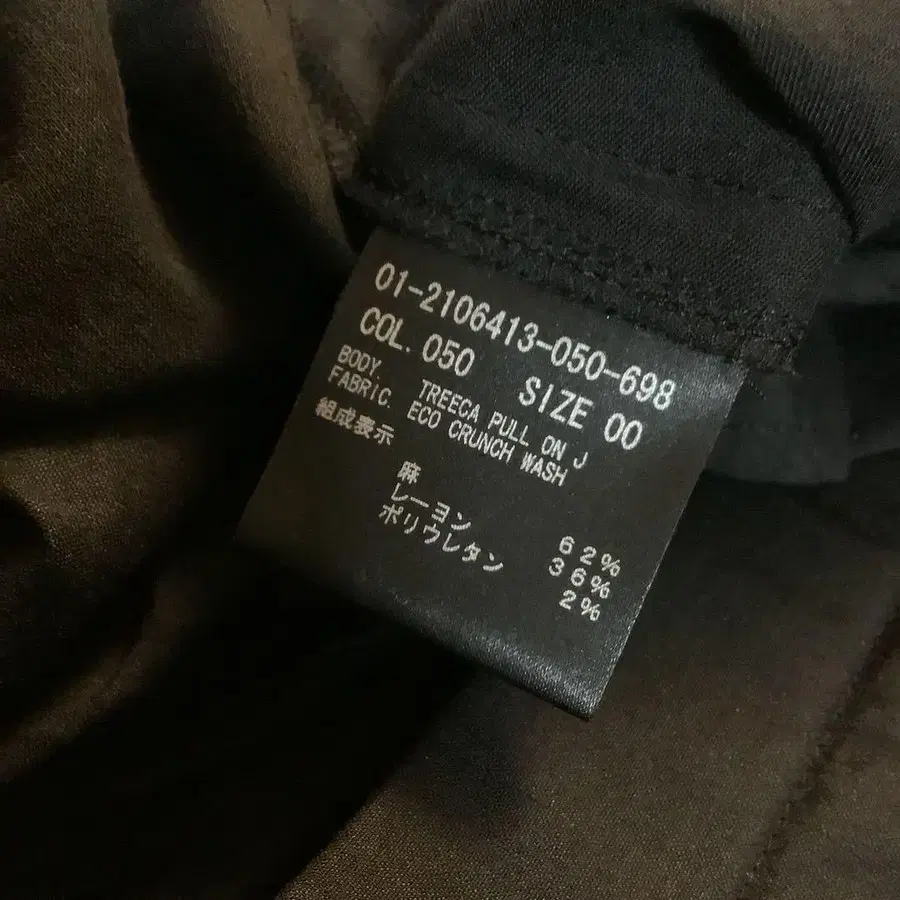 01-2106413-050-698
COL. 050 SIZE 00
BODY. TREECA PULL ON J
FABRiC. ECO CRUNCH WASH
組成表示
麻 62%
レーヨン 36%
ポリウレタン 2%